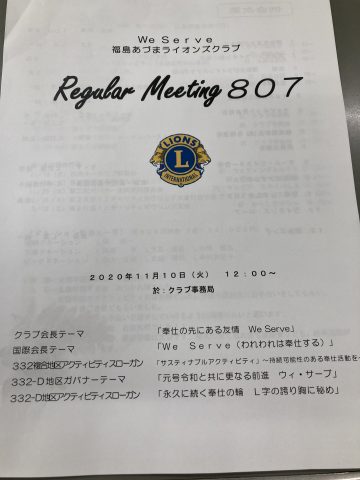 We Serve
福島あづまライオンズクラブ
Regular Meeting 807
LIONS
L
INTERNATIONAL
2020年11月10日(火) 12:00~
於:クラブ事務局
クラブ会長テーマ 「奉仕の先にある友情 We Serve」
国際会長テーマ 「We Serve(われわれは奉仕する)」
332複合地区アクティビティスローガン 「サスティナブルアクティビティ」~持続可能性のある奉仕活動を~
332-D地区ガバナーテーマ 「元号令和と共に更なる前進 ウィ・サーブ」
332-D地区アクティビティスローガン 「永久に続く奉仕の輪 L字の誇り胸に秘め」